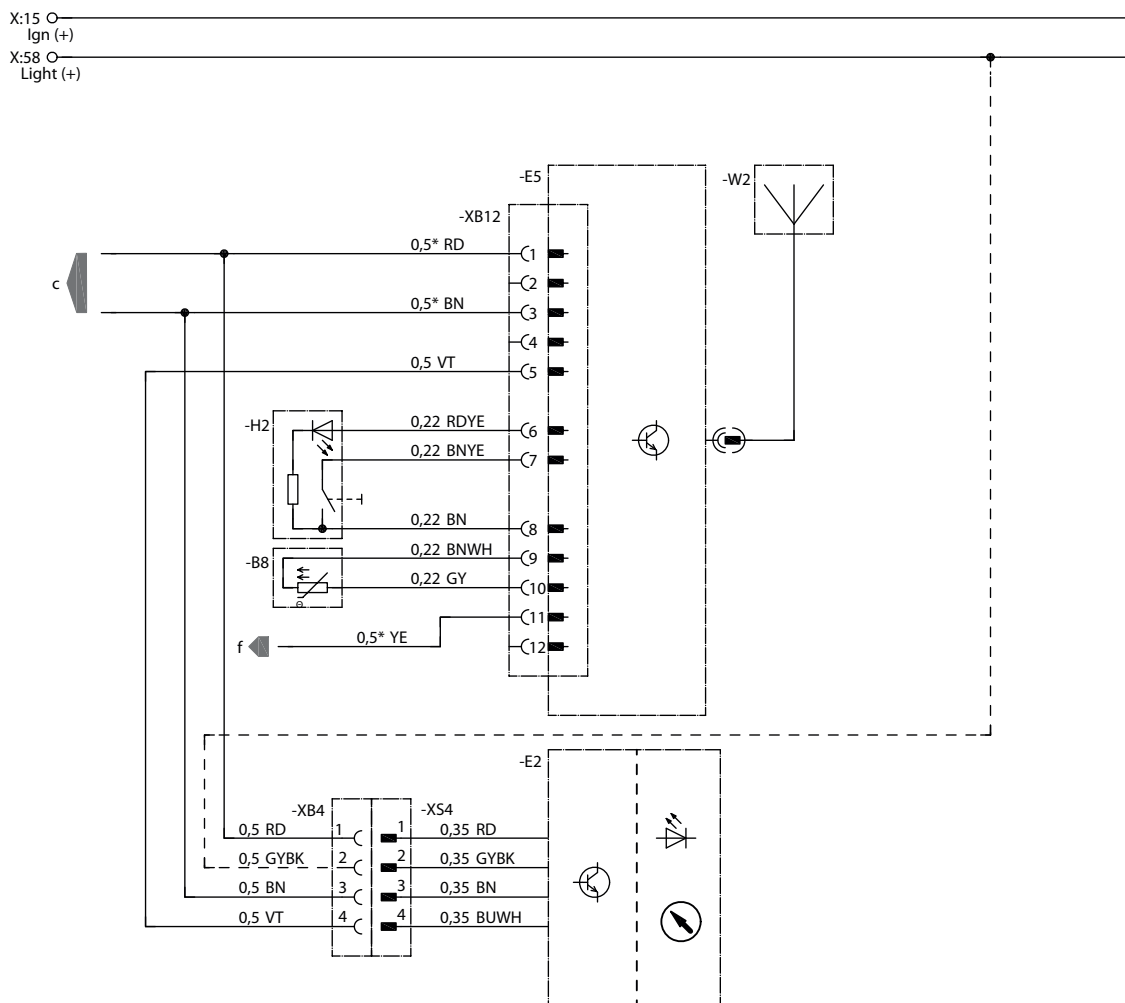 X:15
Ign (+)
X:58
Light (+)
-E5
-W2
-XB12
0,5* RD
1
2
c
0,5* BN
3
4
0,5 VT
5
-H2
0,22 RDYE
6
0,22 BNYE
7
0,22 BN
8
-B8
0,22 BNWH
9
0,22 GY
10
Θ
11
f
0,5* YE
12
-E2
-XB4
-XS4
0,5 RD
1
1
0,35 RD
0,5 GYBK
2
2
0,35 GYBK
0,5 BN
3
3
0,35 BN
0,5 VT
4
4
0,35 BUWH